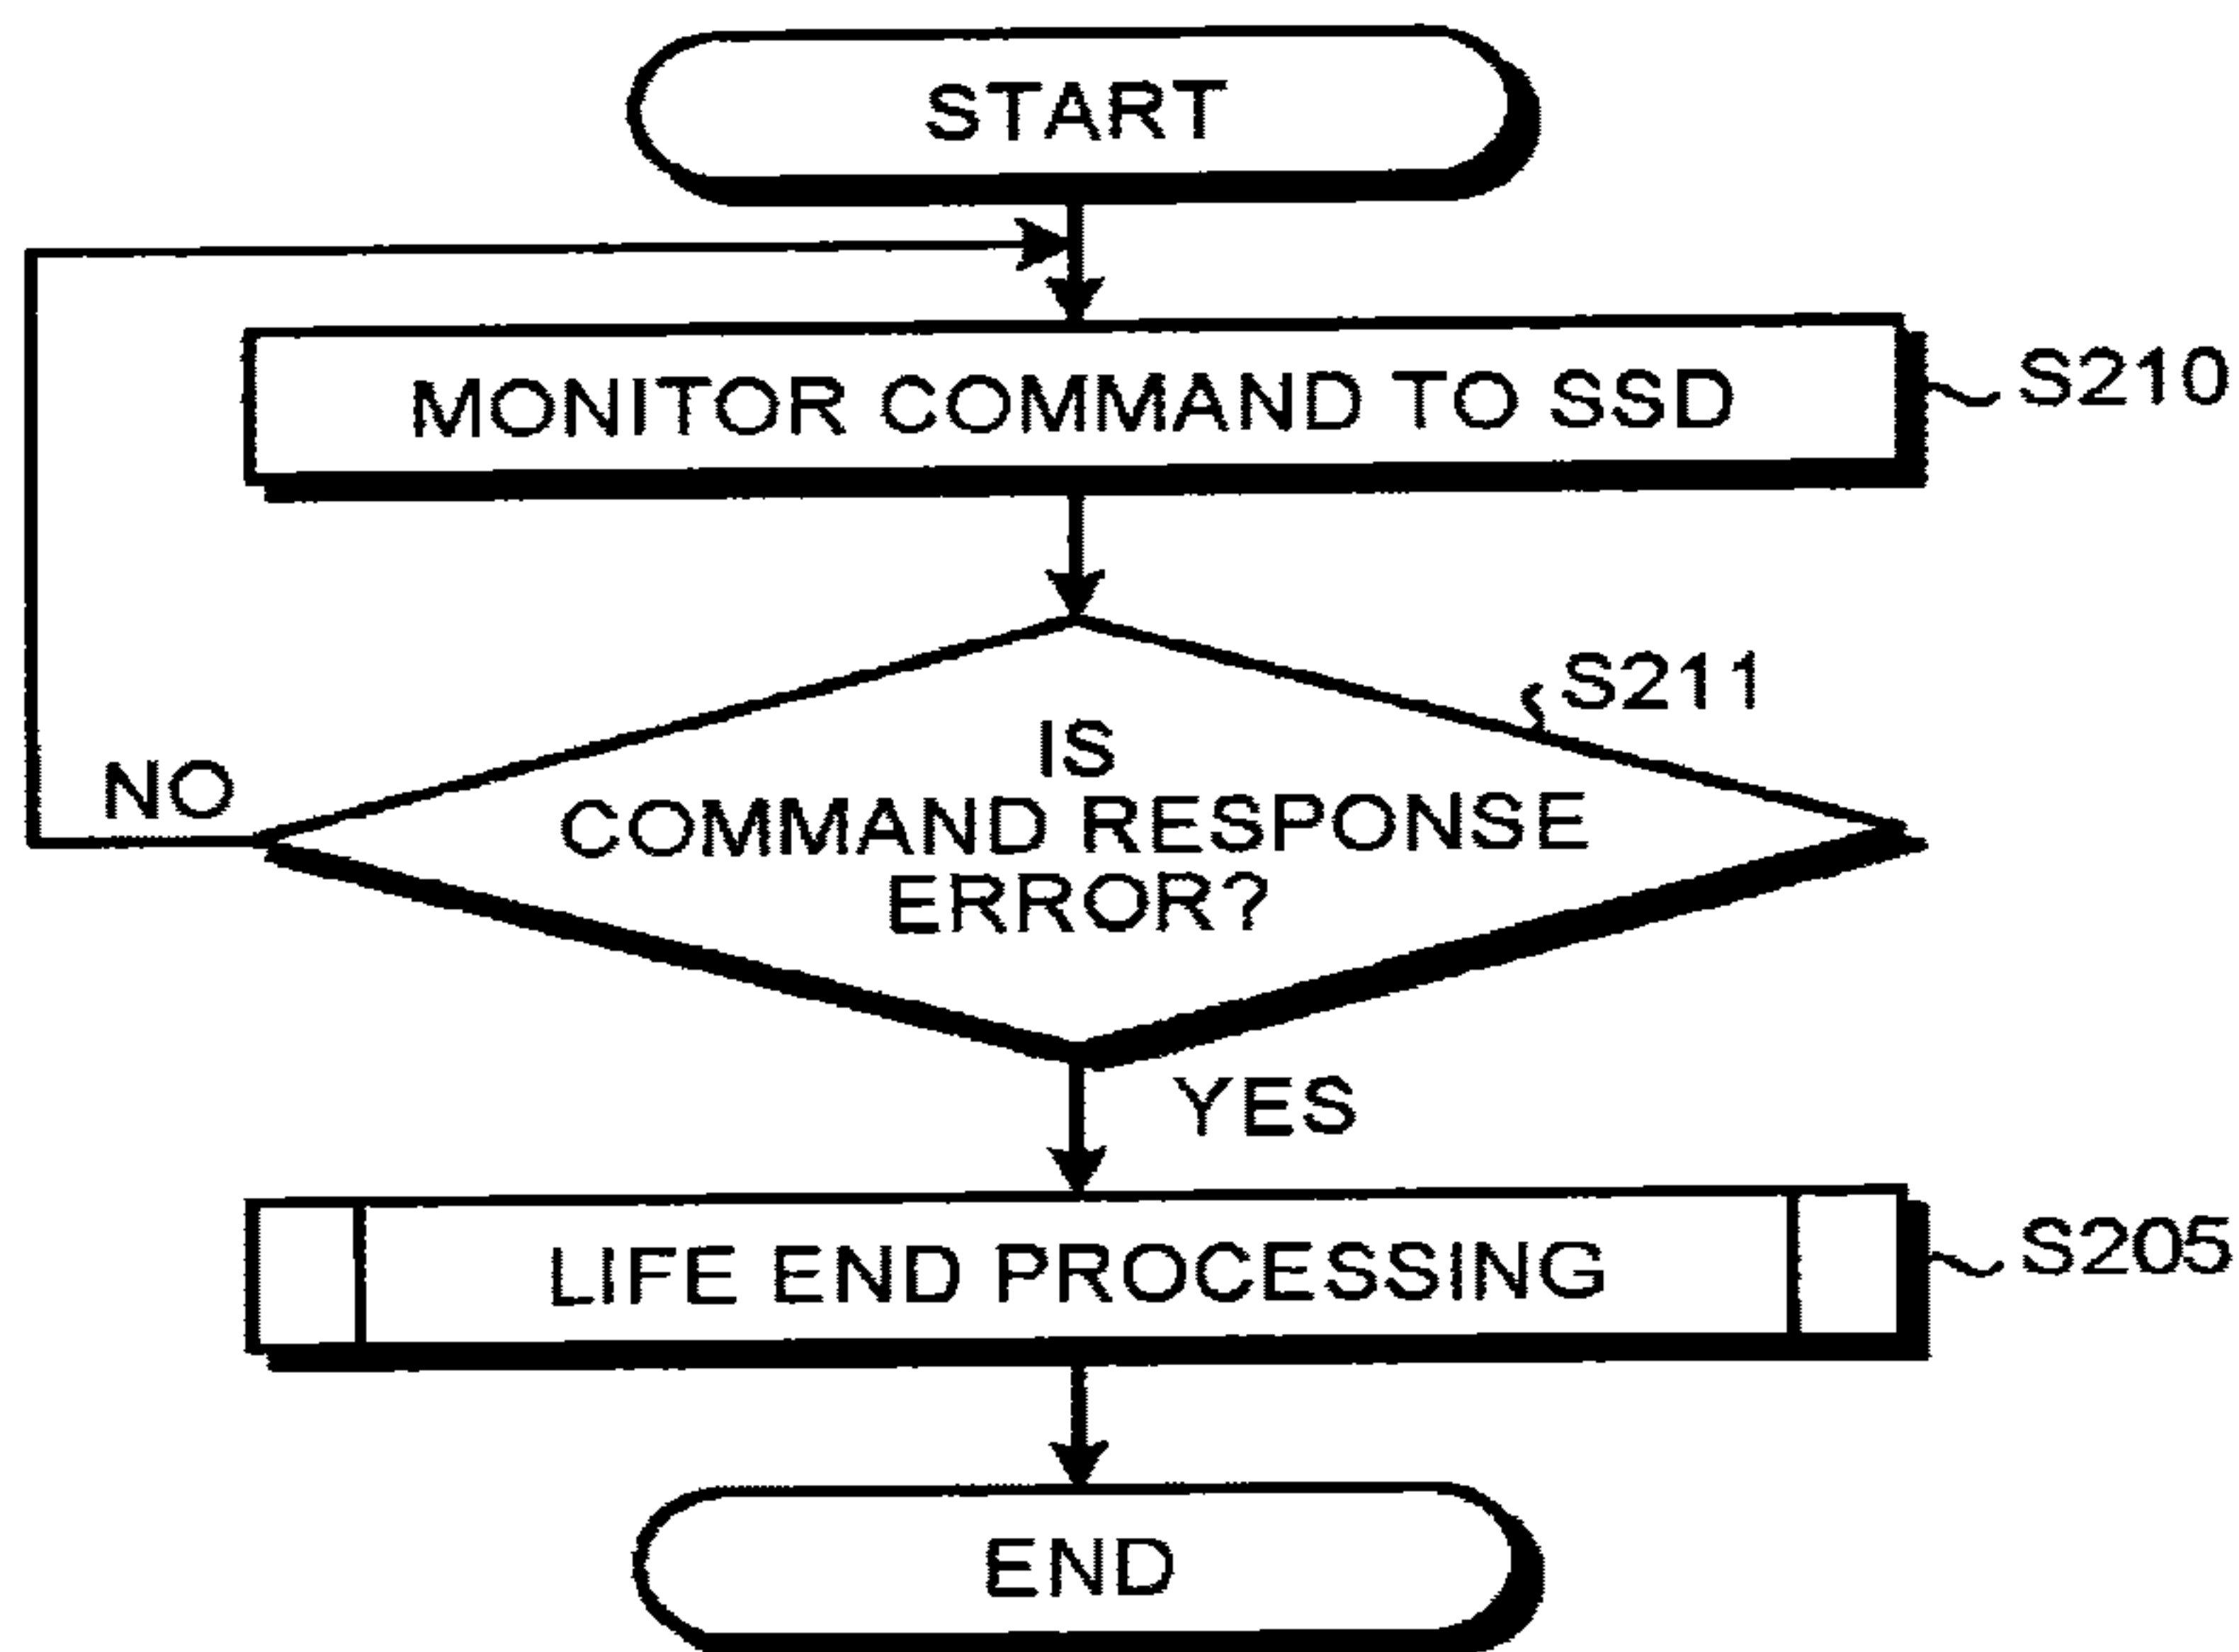 START
MONITOR COMMAND TO SSD
S210
S211
IS
COMMAND RESPONSE
ERROR?
NO
YES
LIFE END PROCESSING
S205
END